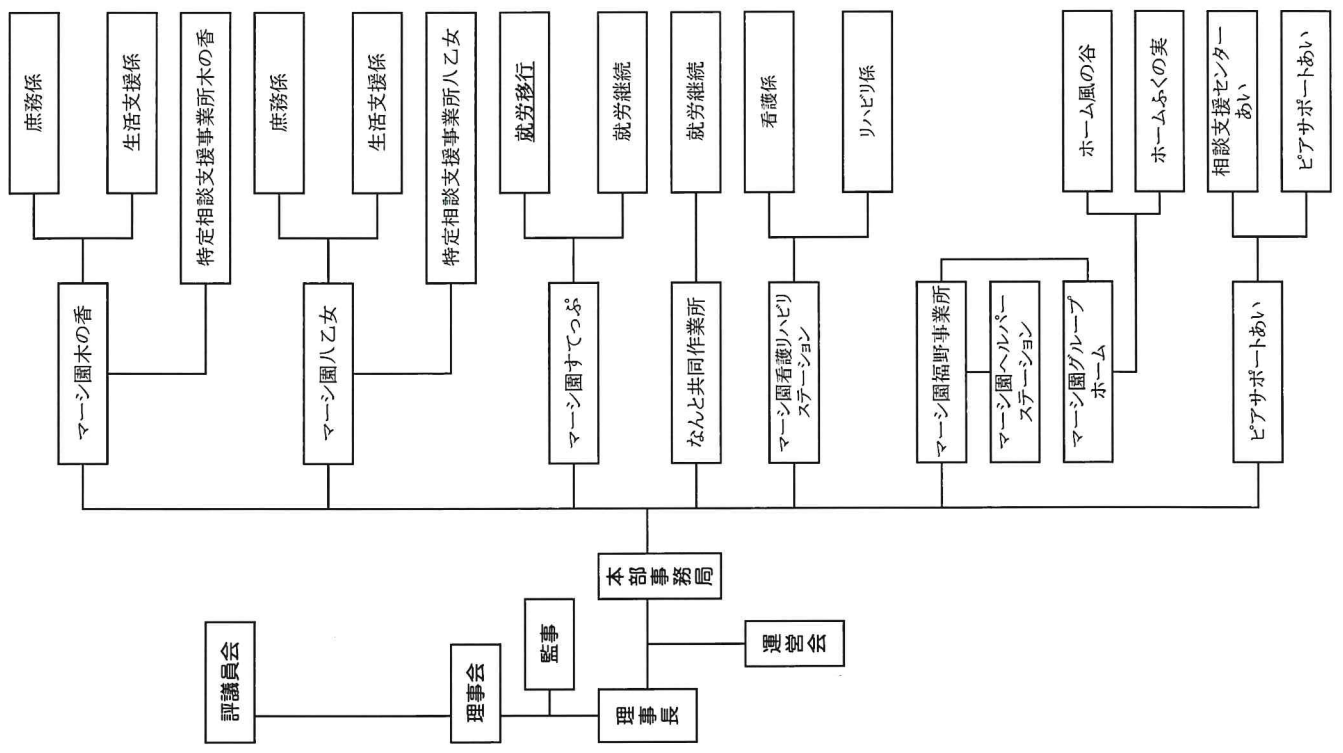 評議員会
理事会
監事
理事長
運営会
本部事務局
マーシ園木の香
庶務係
生活支援係
特定相談支援事業所木の香
マーシ園八乙女
庶務係
生活支援係
特定相談支援事業所八乙女
マーシ園すてっぷ
就労移行
就労継続
なんと共同作業所
就労継続
マーシ園看護リハビリ
ステーション
看護係
リハビリ係
マーシ園福野事業所
マーシ園ヘルパー
ステーション
マーシ園グループ
ホーム
ホーム風の谷
ホームふくの実
ピアサポートあい
相談支援センター
あい
ピアサポートあい